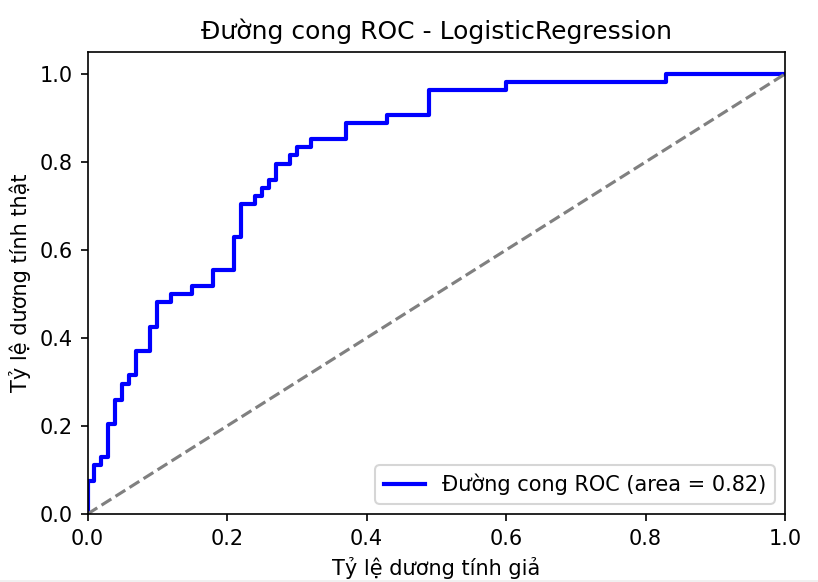 Đường cong ROC - LogisticRegression
1.0
0.8
0.6
0.4
0.2
0.0
Tỷ lệ dương tính thật
Đường cong ROC (area = 0.82)
0.0 0.2 0.4 0.6 0.8 1.0
Tỷ lệ dương tính giả